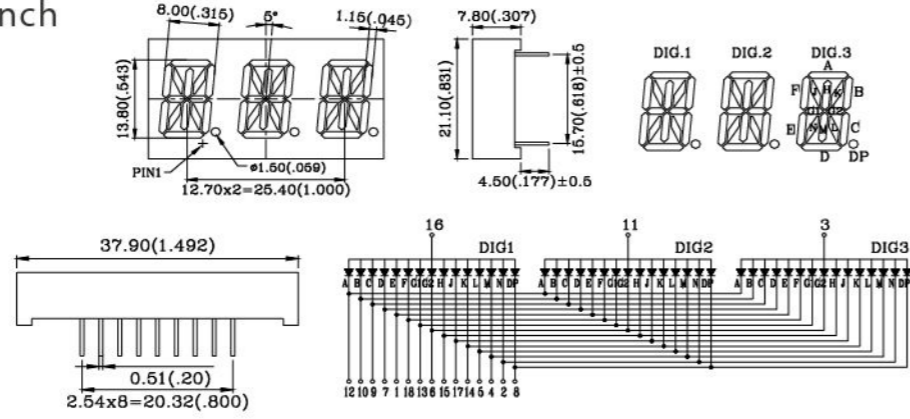 nch
8.00(.315)
5°
1.15(.045)
13.80(.543)
PIN1
ø1.50(.059)
12.70x2=25.40(1.000)
7.80(.307)
21.10(.831)
15.70(.618)±0.5
4.50(.177)±0.5
DIG.1 DIG.2 DIG.3
A
F J H K B
G1 G2
E N M L C
D DP
37.90(1.492)
0.51(.20)
2.54x8=20.32(.800)
16 11 3
DIG1 DIG2 DIG3
A B C D E F G1 G2 H J K L M N DP A B C D E F G1 G2 H J K L M N DP A B C D E F G1 G2 H J K L M N DP
12 10 9 7 1 18 13 6 15 17 14 5 4 2 8